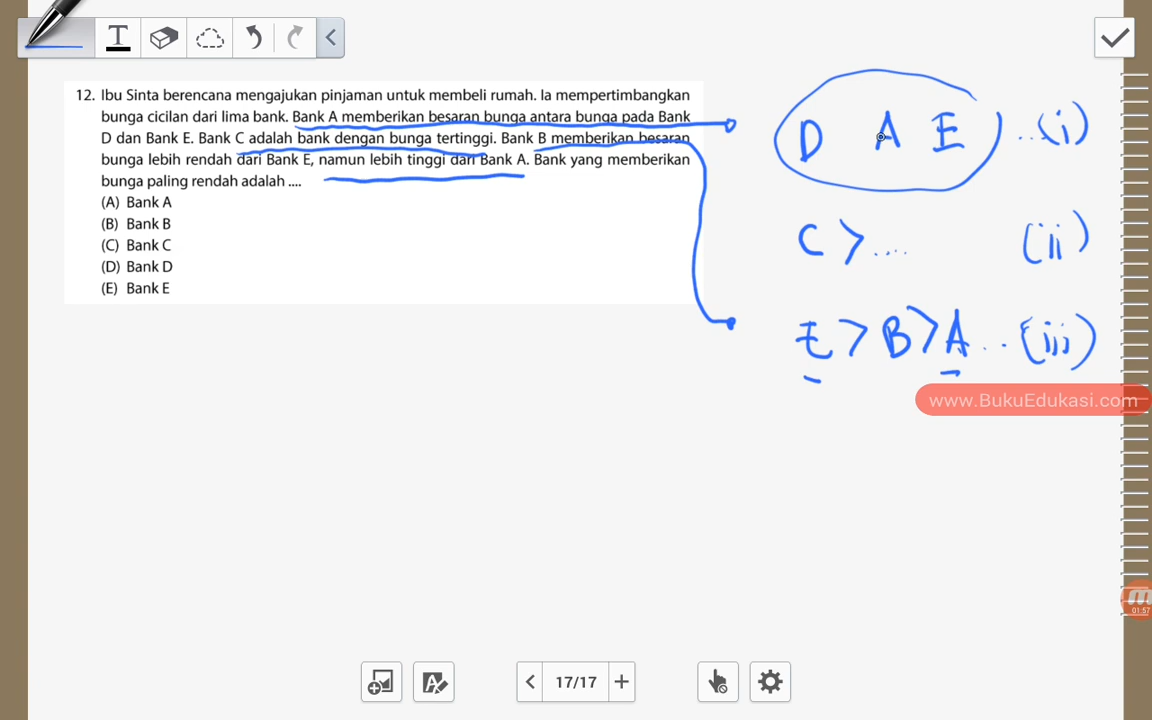 12. Ibu Sinta berencana mengajukan pinjaman untuk membeli rumah. Ia mempertimbangkan
bunga cicilan dari lima bank. Bank A memberikan besaran bunga antara bunga pada Bank
D dan Bank E. Bank C adalah bank dengan bunga tertinggi. Bank B memberikan besaran
bunga lebih rendah dari Bank E, namun lebih tinggi dari Bank A. Bank yang memberikan
bunga paling rendah adalah ....
(A) Bank A
(B) Bank B
(C) Bank C
(D) Bank D
(E) Bank E
D A E ...(i)
C > .... (ii)
E > B > A ... (iii)
www.BukuEdukasi.com
01:57
17/17